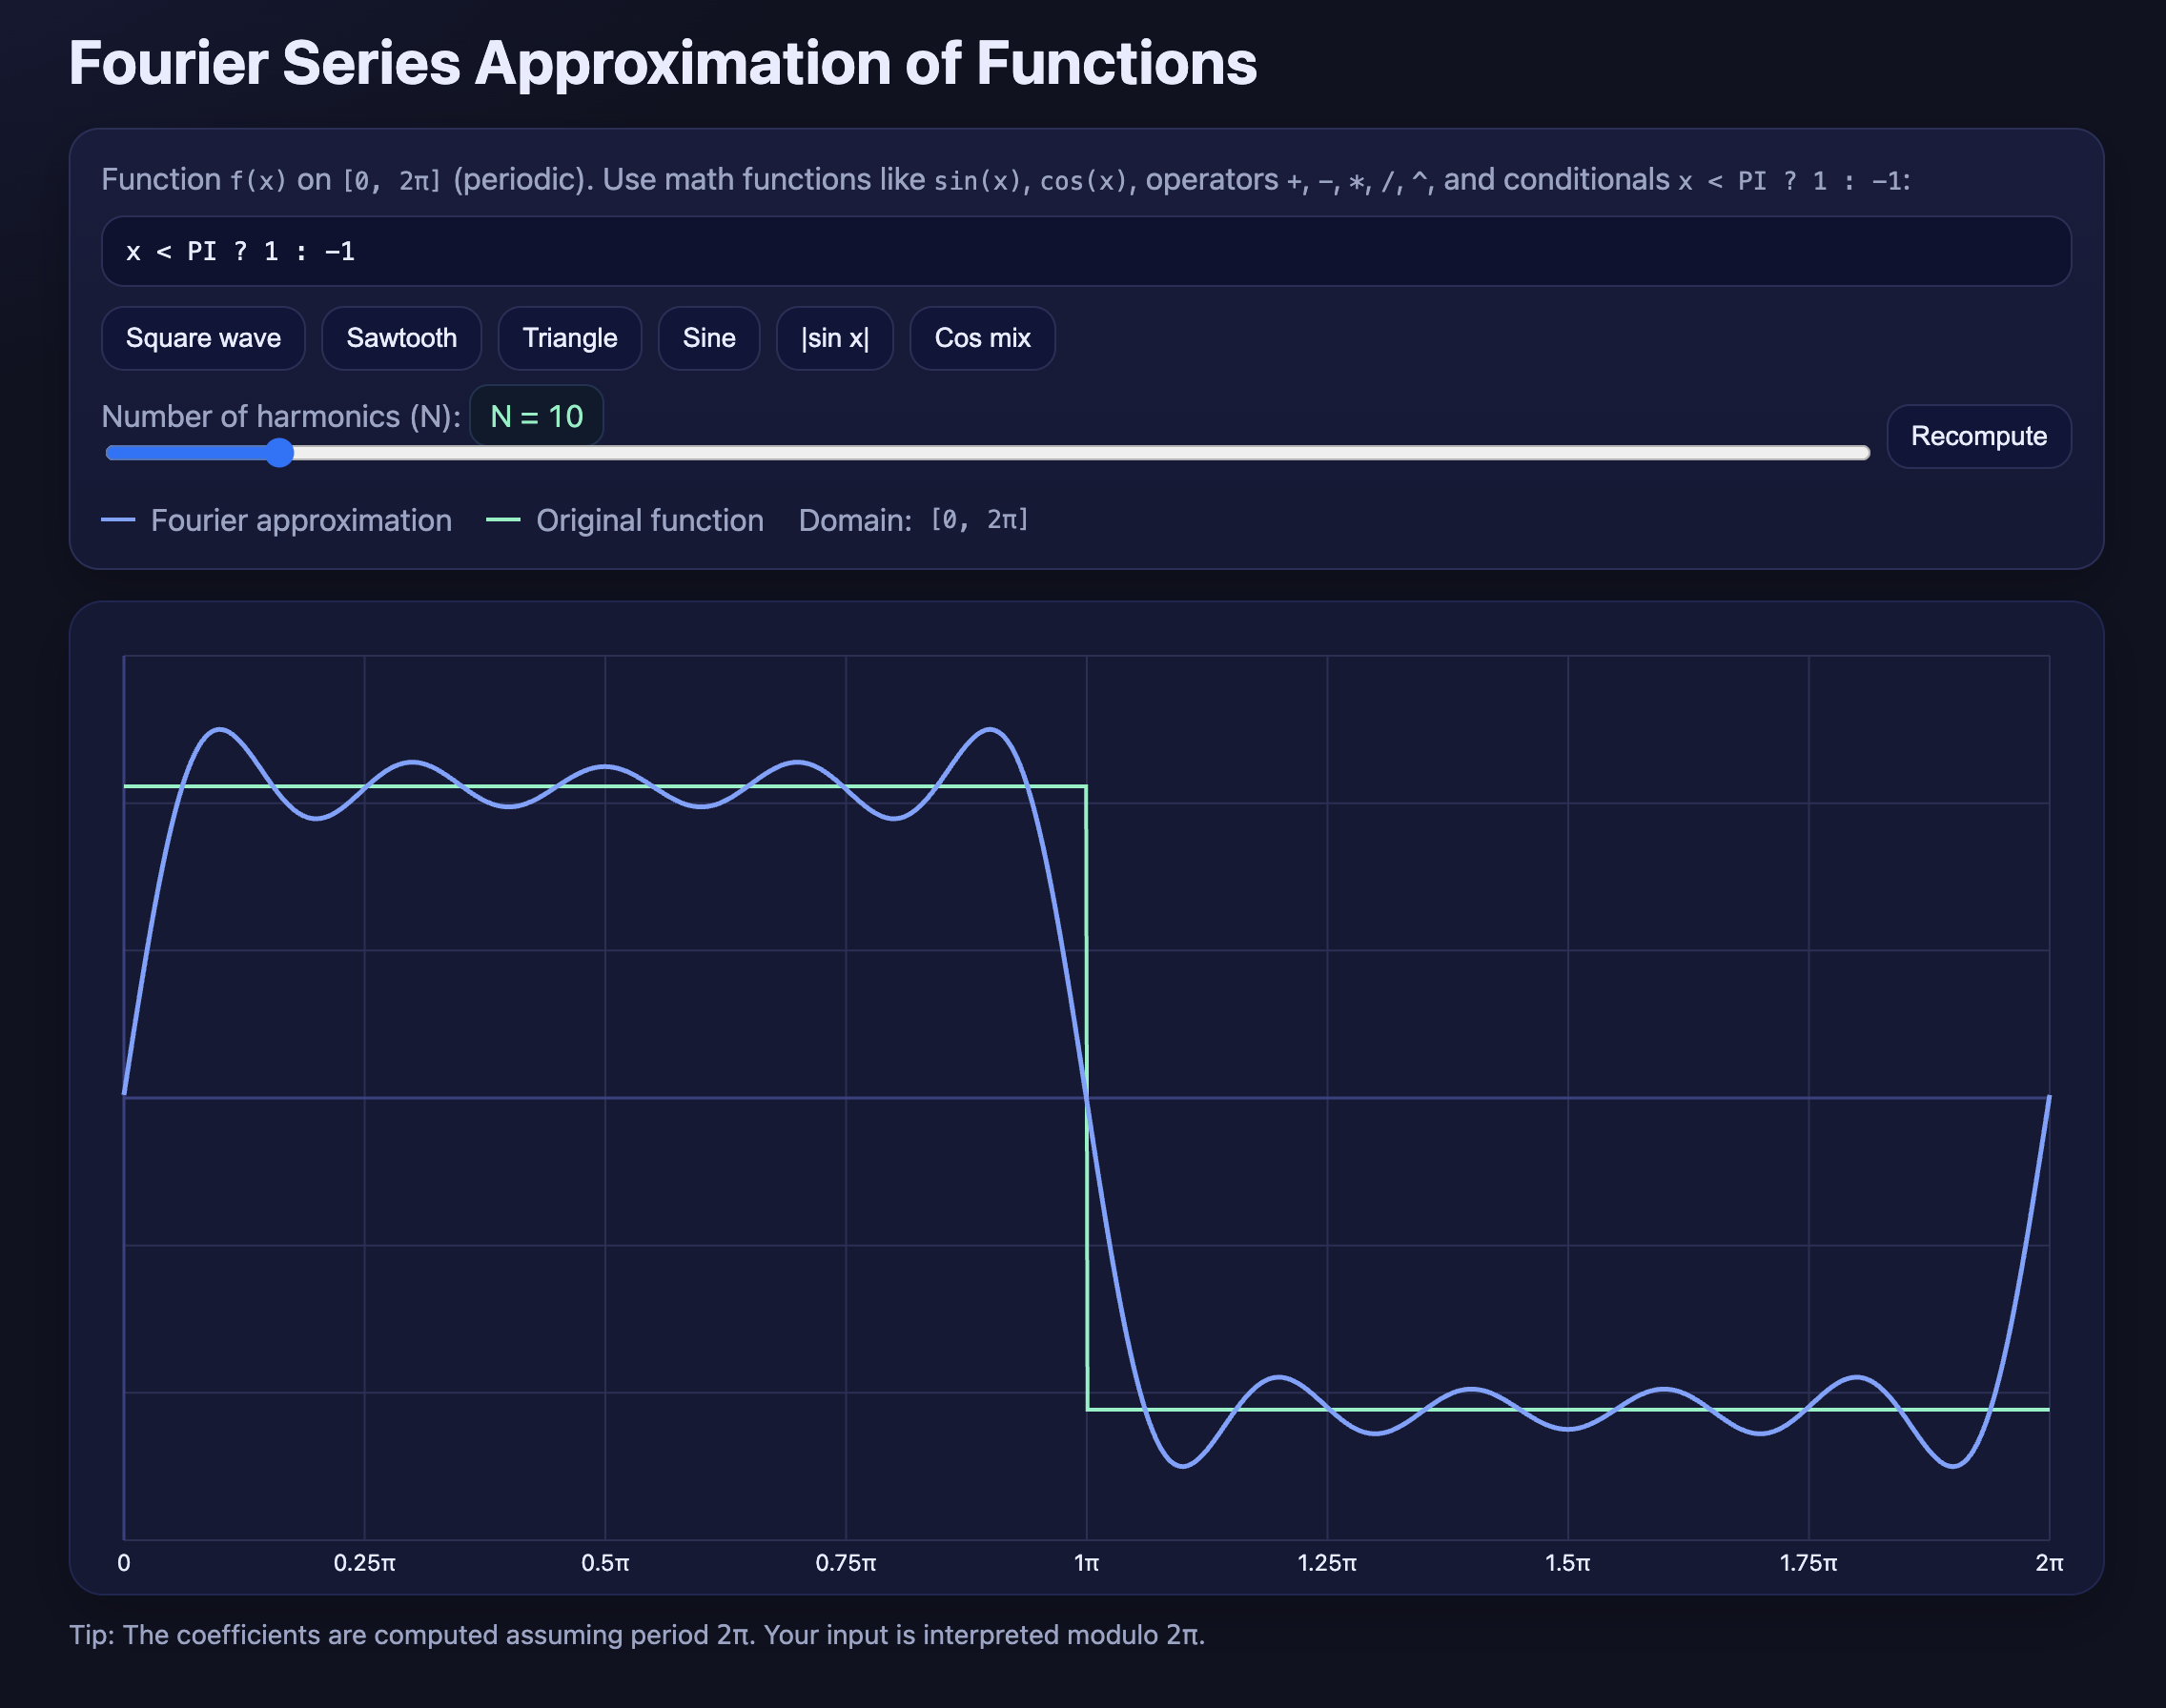 Fourier Series Approximation of Functions
Function f(x) on [0, 2π] (periodic). Use math functions like sin(x), cos(x), operators +, −, *, /, ^, and conditionals x < PI ? 1 : −1:
x < PI ? 1 : −1
Square wave Sawtooth Triangle Sine |sin x| Cos mix
Number of harmonics (N): N = 10
Recompute
Fourier approximation Original function Domain: [0, 2π]
0 0.25π 0.5π 0.75π 1π 1.25π 1.5π 1.75π 2π
Tip: The coefficients are computed assuming period 2π. Your input is interpreted modulo 2π.